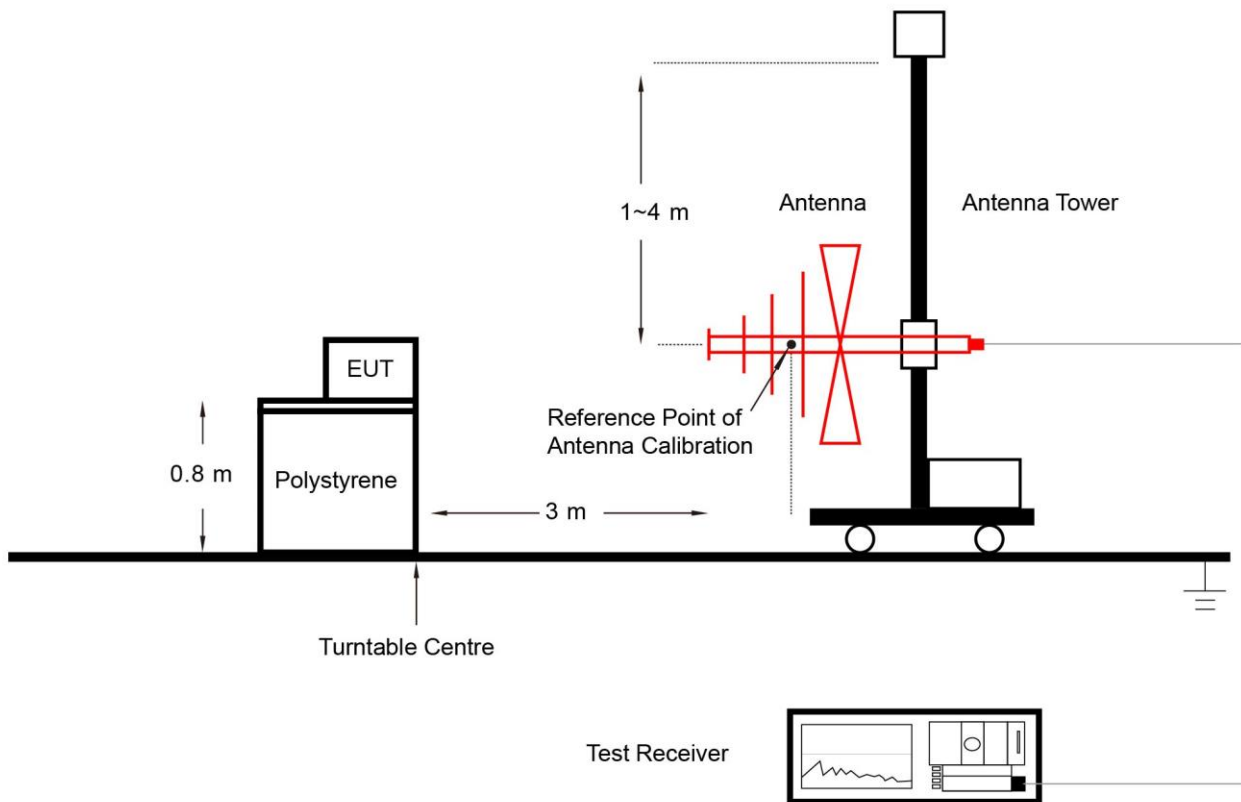 1~4 m
Antenna
Antenna Tower
EUT
Reference Point of
Antenna Calibration
0.8 m
Polystyrene
3 m
Turntable Centre
Test Receiver